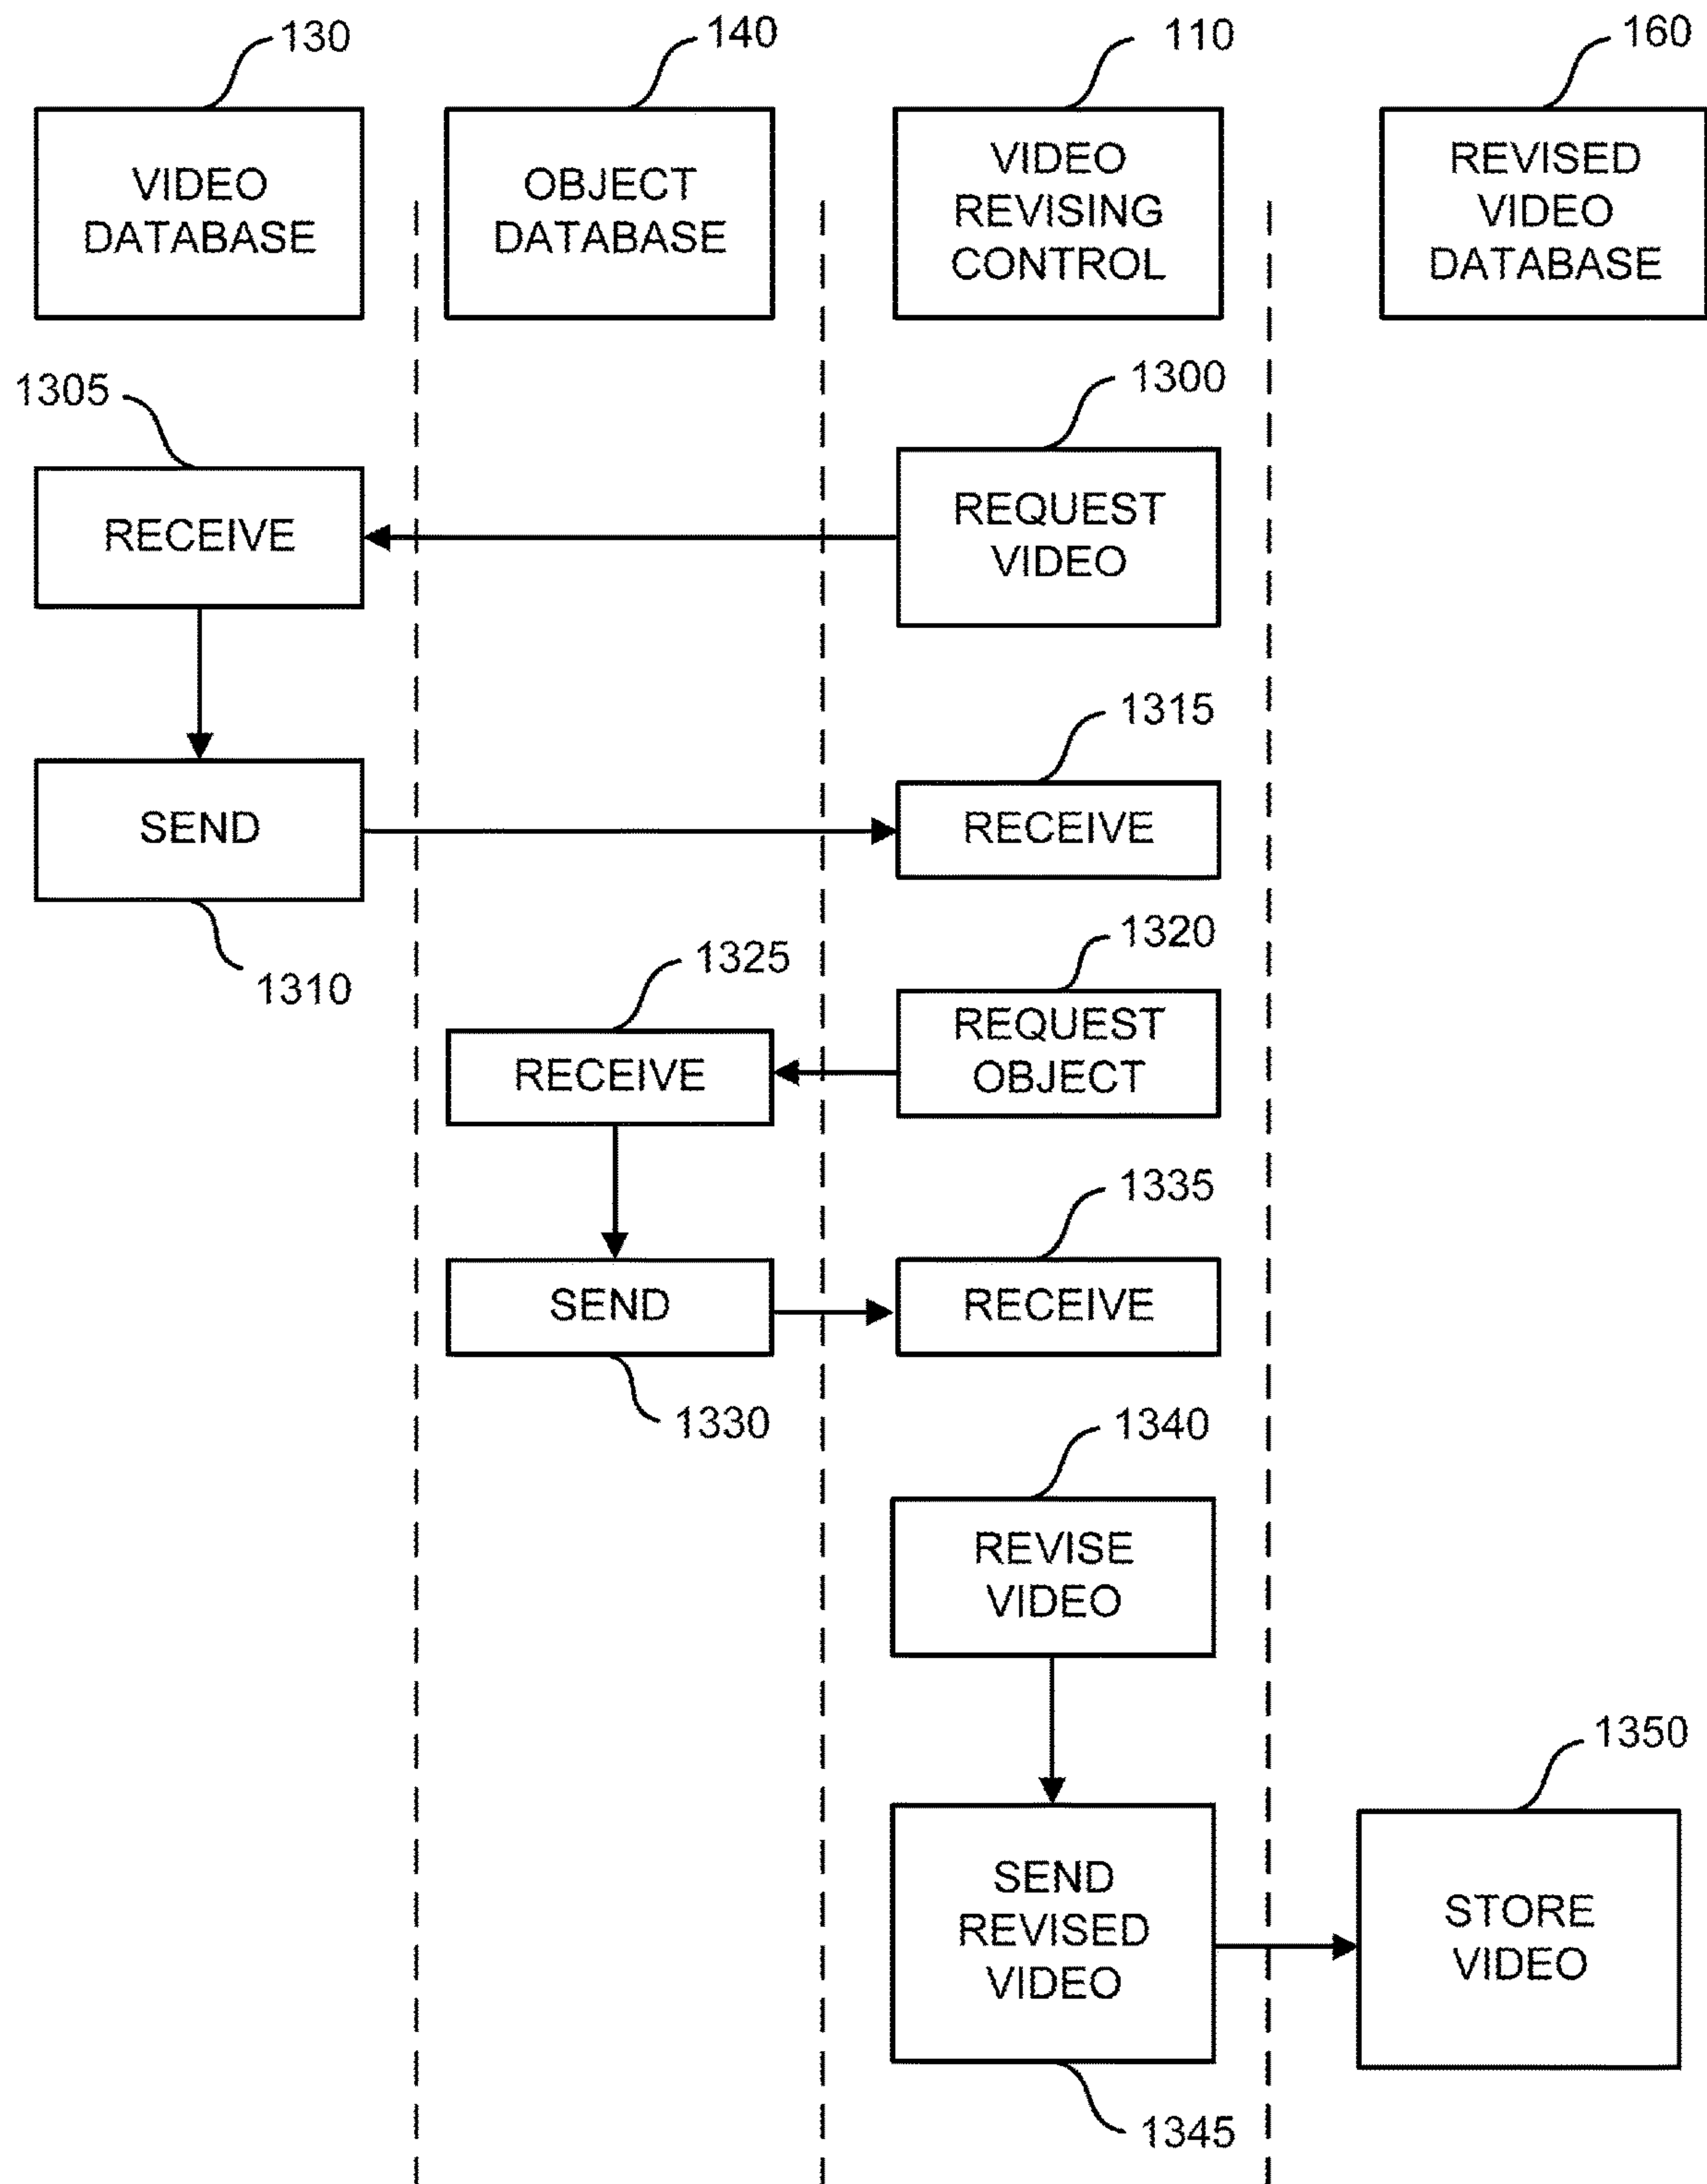 130
140
110
160
VIDEO
DATABASE
OBJECT
DATABASE
VIDEO
REVISING
CONTROL
REVISED
VIDEO
DATABASE
1305
1300
RECEIVE
REQUEST
VIDEO
1315
SEND
RECEIVE
1310
1325
1320
RECEIVE
REQUEST
OBJECT
1335
SEND
RECEIVE
1330
1340
REVISE
VIDEO
1350
SEND
REVISED
VIDEO
STORE
VIDEO
1345